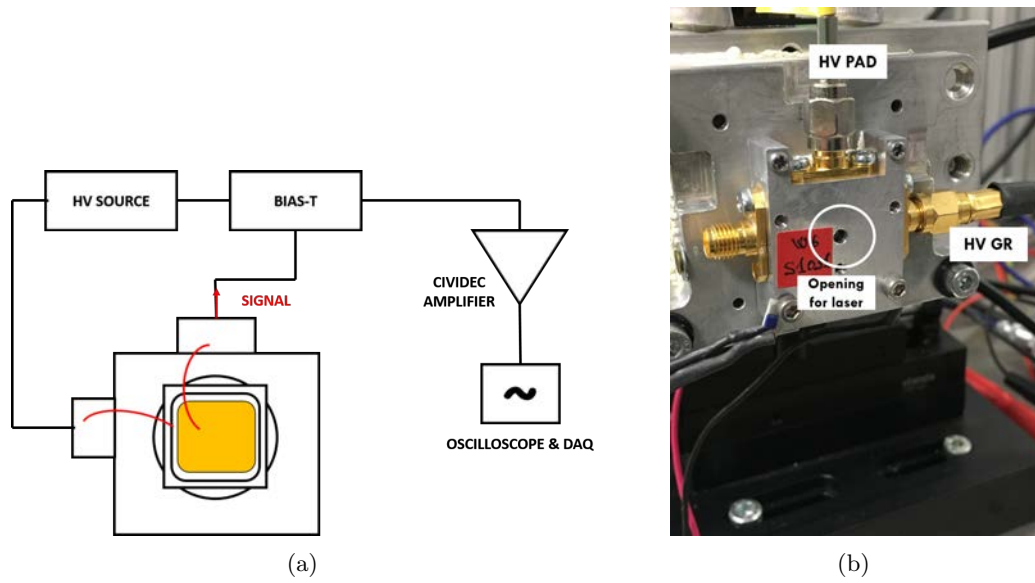 HV SOURCE
BIAS-T
SIGNAL
CIVIDEC
AMPLIFIER
OSCILLOSCOPE & DAQ
(a)
HV PAD
HV GR
Opening
for laser
(b)